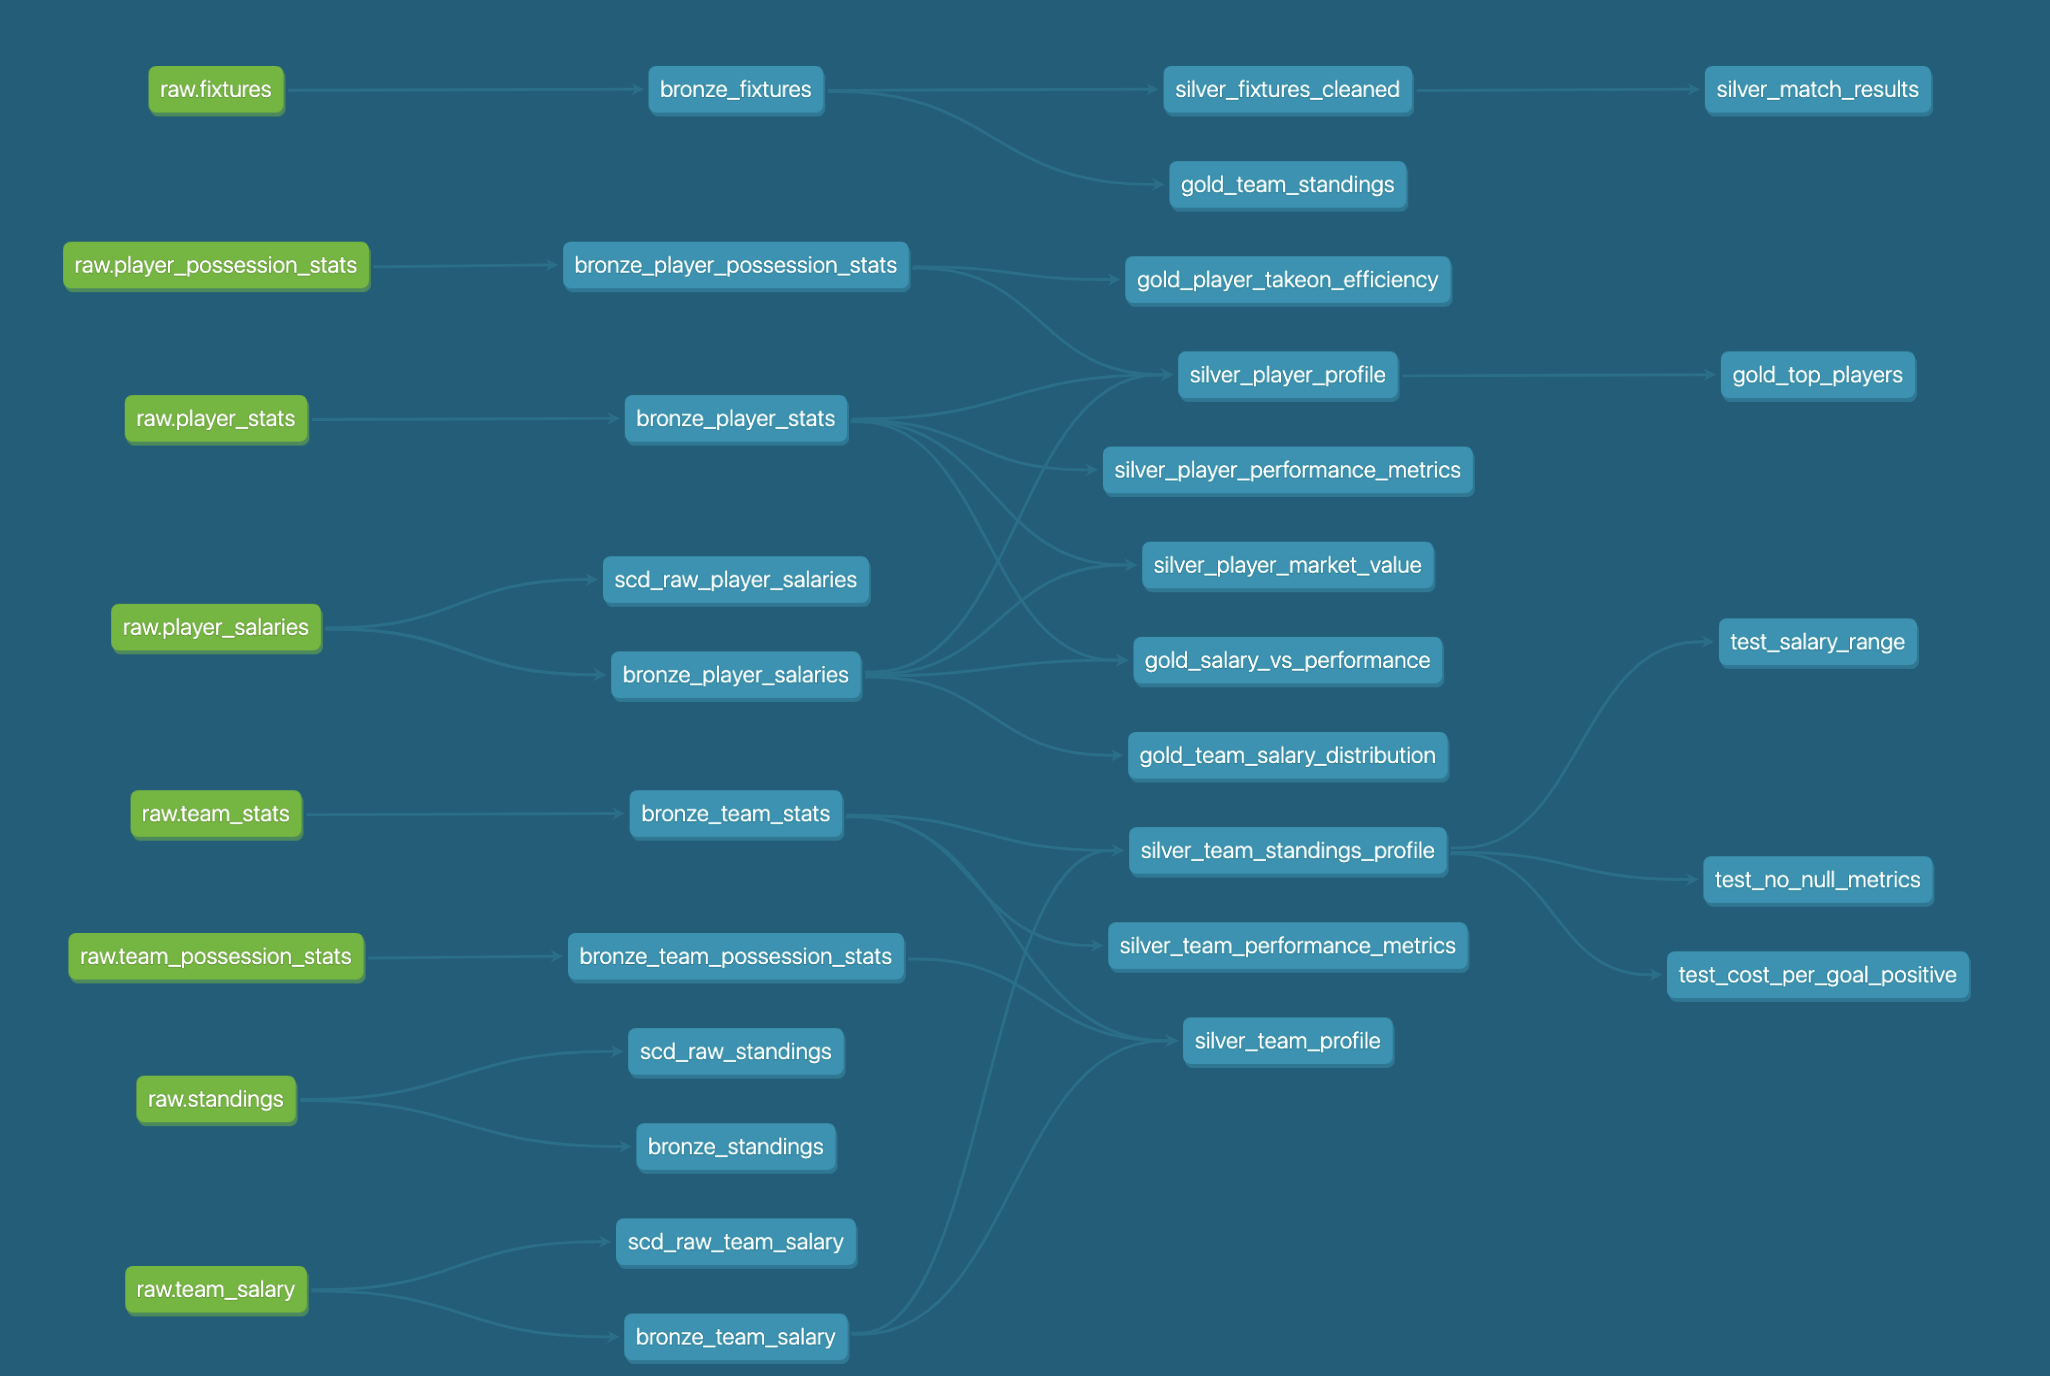 raw.fixtures
bronze_fixtures
silver_fixtures_cleaned
silver_match_results
gold_team_standings
raw.player_possession_stats
bronze_player_possession_stats
gold_player_takeon_efficiency
silver_player_profile
gold_top_players
raw.player_stats
bronze_player_stats
silver_player_performance_metrics
silver_player_market_value
scd_raw_player_salaries
raw.player_salaries
test_salary_range
gold_salary_vs_performance
bronze_player_salaries
gold_team_salary_distribution
raw.team_stats
bronze_team_stats
silver_team_standings_profile
test_no_null_metrics
silver_team_performance_metrics
raw.team_possession_stats
bronze_team_possession_stats
test_cost_per_goal_positive
silver_team_profile
scd_raw_standings
raw.standings
bronze_standings
scd_raw_team_salary
raw.team_salary
bronze_team_salary